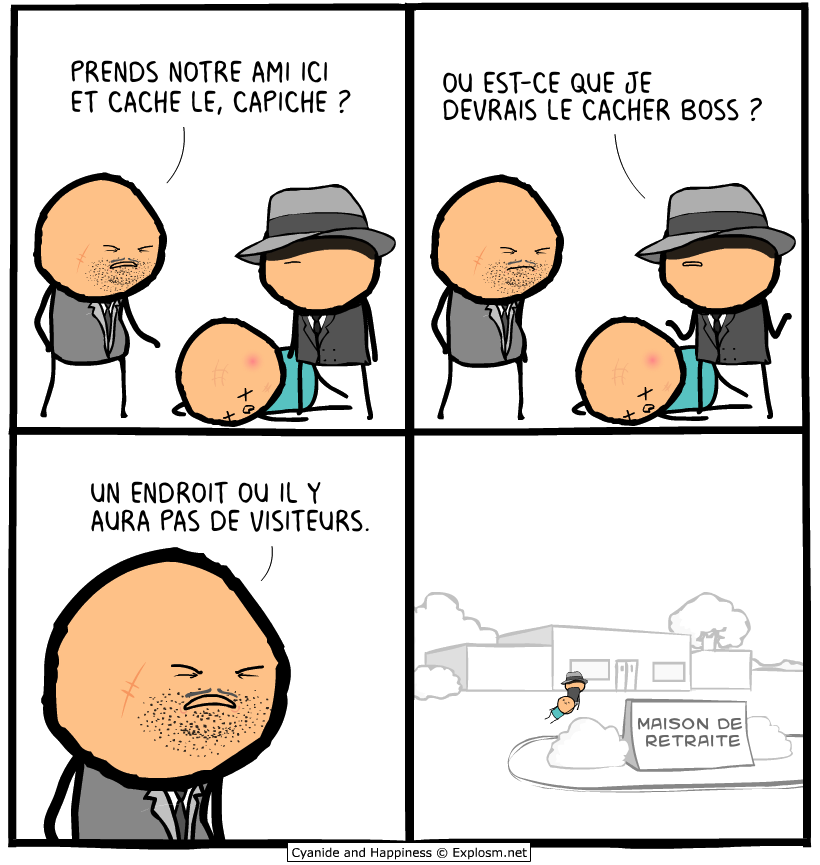 PRENDS NOTRE AMI ICI
ET CACHE LE, CAPICHE ?
OU EST-CE QUE JE
DEVRAIS LE CACHER BOSS ?
UN ENDROIT OU IL Y
AURA PAS DE VISITEURS.
MAISON DE
RETRAITE
Cyanide and Happiness © Explosm.net